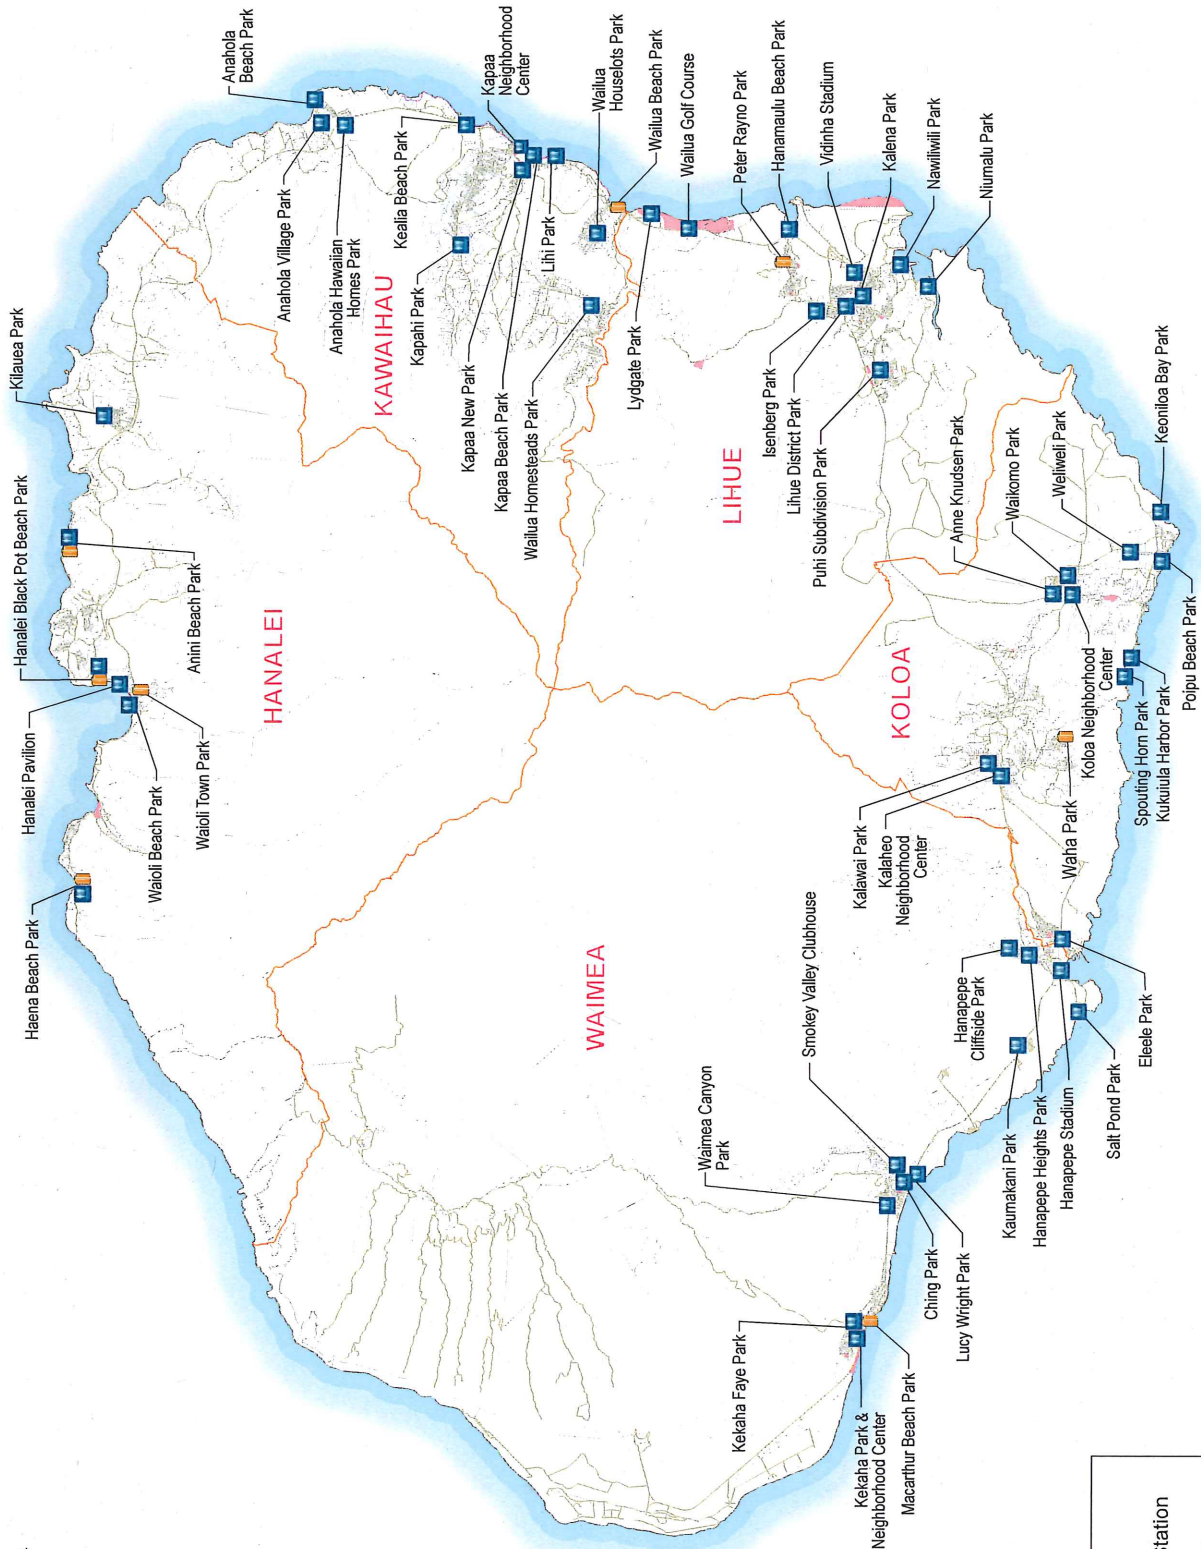 Haena Beach Park
Hanalei Pavilion
Hanalei Black Pot Beach Park
Kilauea Park
Waioli Beach Park
Anini Beach Park
Waioli Town Park
Anahola
Beach Park
HANALEI
Anahola Village Park
Anahola Hawaiian
Homes Park
KAWAIHAU
Kealia Beach Park
Kapahi Park
Kapaa
Neighborhood
Center
Kapaa New Park
Kapaa Beach Park
Lihi Park
Wailua Homesteads Park
Wailua
Houselots Park
Wailua Beach Park
Wailua Golf Course
Lydgate Park
WAIMEA
LIHUE
Peter Rayno Park
Hanamaulu Beach Park
Isenberg Park
Lihue District Park
Vidinha Stadium
Puhi Subdivision Park
Kalena Park
Nawiliwili Park
Niumalu Park
Waimea Canyon
Park
Smokey Valley Clubhouse
Kekaha Faye Park
Kekaha Park &
Neighborhood Center
Macarthur Beach Park
Ching Park
Lucy Wright Park
KOLOA
Kalawai Park
Kalaheo
Neighborhood
Center
Anne Knudsen Park
Waikomo Park
Weliweli Park
Keoniloa Bay Park
Hanapepe
Cliffside Park
Kaumakani Park
Hanapepe Heights Park
Hanapepe Stadium
Waha Park
Koloa Neighborhood
Center
Salt Pond Park
Eleele Park
Spouting Horn Park
Kukuiula Harbor Park
Poipu Beach Park
Station